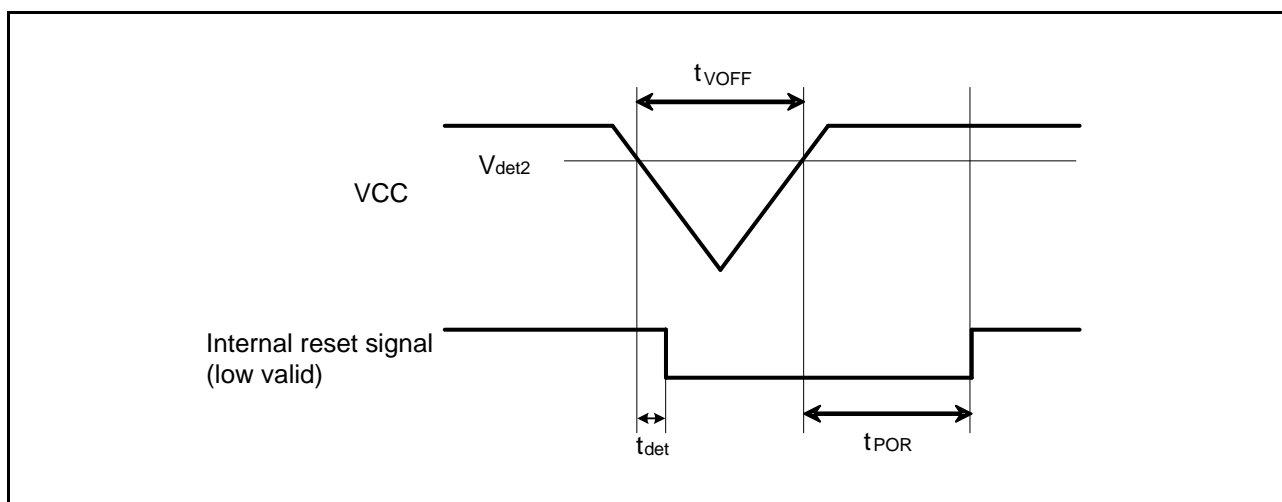 tVOFF
Vdet2
VCC
Internal reset signal
(low valid)
tdet
tPOR